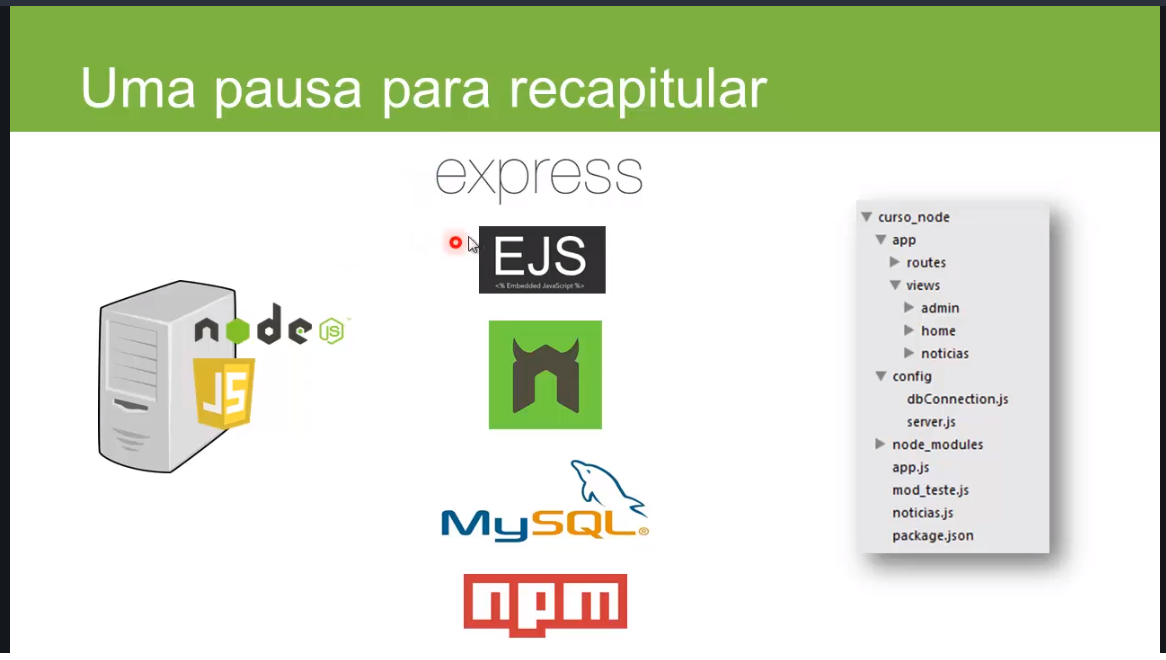 Uma pausa para recapitular
express
EJS
<% Embedded JavaScript %>
node JS
JS
MySQL®
npm
curso_node
app
routes
views
admin
home
noticias
config
dbConnection.js
server.js
node_modules
app.js
mod_teste.js
noticias.js
package.json